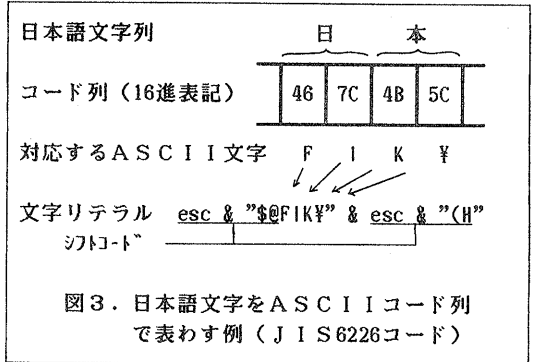 日本語文字列 日 本
コード列（16進表記） 46 7C 4B 5C
対応するＡＳＣＩＩ文字 F | K ¥
文字リテラル esc & ”$@F|K¥” & esc & ”(H”
ｼﾌﾄｺｰﾄﾞ
図３．日本語文字をＡＳＣＩＩコード列
で表わす例（ＪＩＳ6226コード）